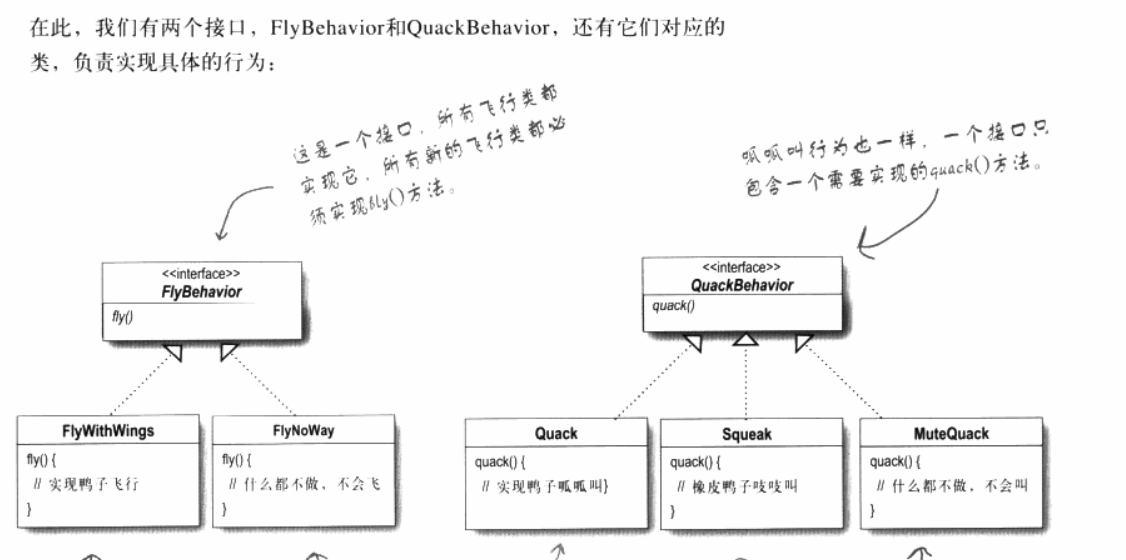 在此，我们有两个接口，FlyBehavior和QuackBehavior，还有它们对应的
类，负责实现具体的行为：
这是一个接口，所有飞行类都
实现它，所有新的飞行类都必
须实现fly()方法。
呱呱叫行为也一样，一个接口只
包含一个需要实现的quack()方法。
<<interface>>
FlyBehavior
fly()
<<interface>>
QuackBehavior
quack()
FlyWithWings
fly() {
// 实现鸭子飞行
}
FlyNoWay
fly() {
// 什么都不做，不会飞
}
Quack
quack() {
// 实现鸭子呱呱叫}
Squeak
quack() {
// 橡皮鸭子吱吱叫
}
MuteQuack
quack() {
// 什么都不做，不会叫
}